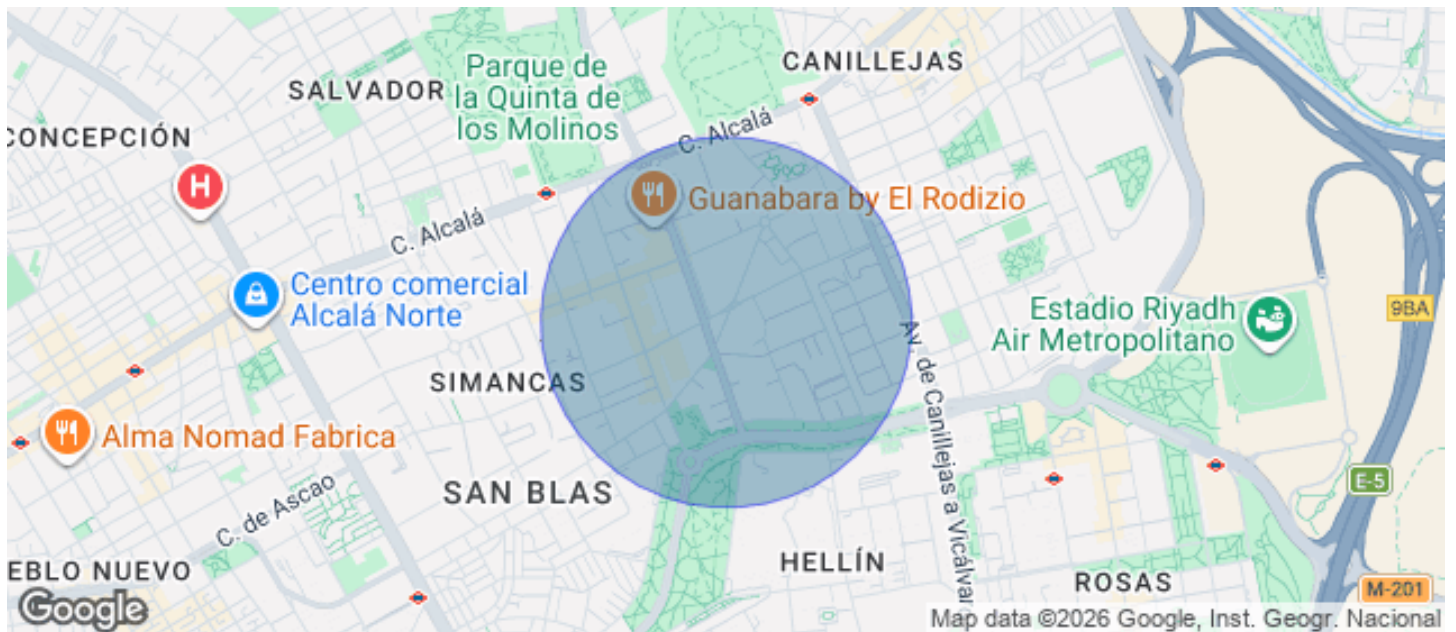 CANILLEJAS
Parque de
la Quinta de
los Molinos
SALVADOR
CONCEPCIÓN
H
C. Alcalá
Guanabara by El Rodizio
C. Alcalá
Centro comercial
Alcalá Norte
Estadio Riyadh
Air Metropolitano
9BA
SIMANCAS
Av. de Canillejas a Vicálvar
Alma Nomad Fabrica
E-5
SAN BLAS
C. de Ascao
HELLÍN
EBLO NUEVO
ROSAS
M-201
Google
Map data ©2026 Google, Inst. Geogr. Nacional